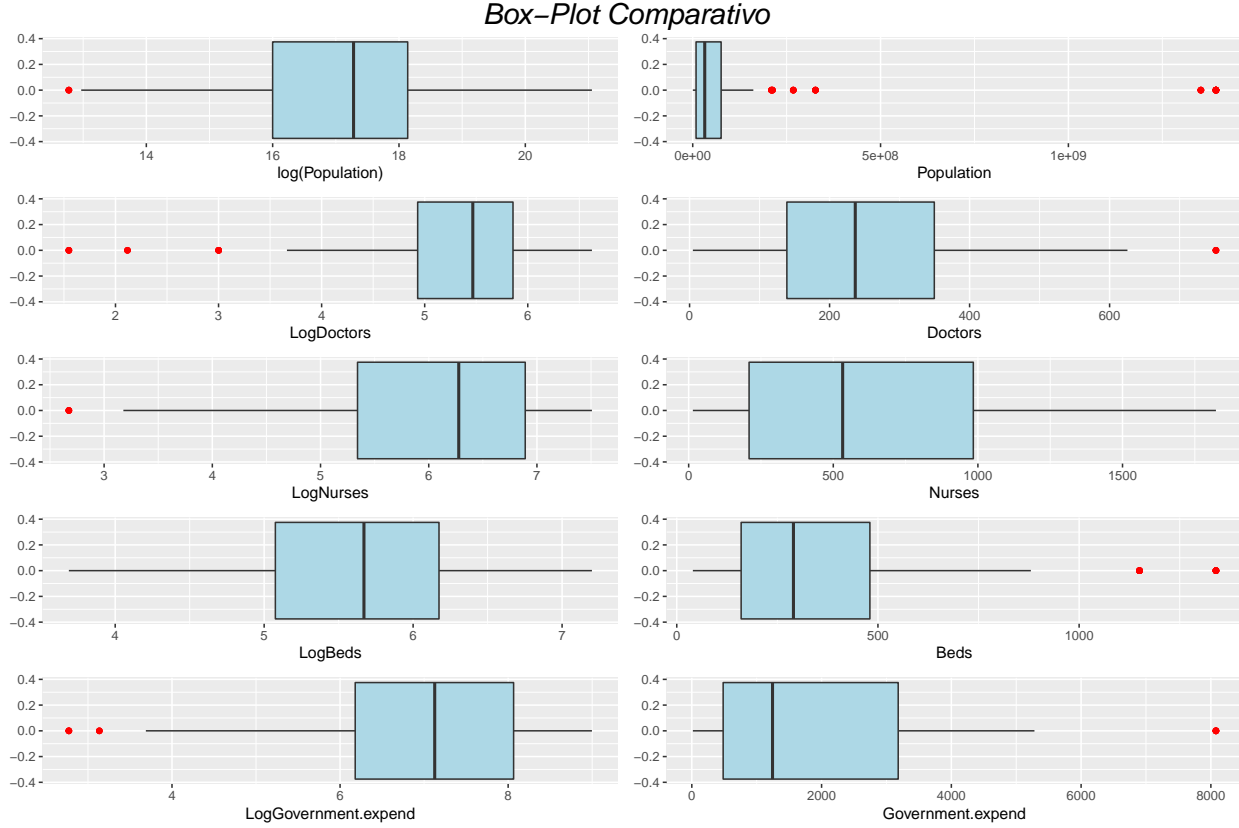 Box−Plot Comparativo
0.4
0.2
0.0
−0.2
−0.4
14 16 18 20
log(Population)
0.4
0.2
0.0
−0.2
−0.4
0e+00 5e+08 1e+09
Population
0.4
0.2
0.0
−0.2
−0.4
2 3 4 5 6
LogDoctors
0.4
0.2
0.0
−0.2
−0.4
0 200 400 600
Doctors
0.4
0.2
0.0
−0.2
−0.4
3 4 5 6 7
LogNurses
0.4
0.2
0.0
−0.2
−0.4
0 500 1000 1500
Nurses
0.4
0.2
0.0
−0.2
−0.4
4 5 6 7
LogBeds
0.4
0.2
0.0
−0.2
−0.4
0 500 1000
Beds
0.4
0.2
0.0
−0.2
−0.4
4 6 8
LogGovernment.expend
0.4
0.2
0.0
−0.2
−0.4
0 2000 4000 6000 8000
Government.expend